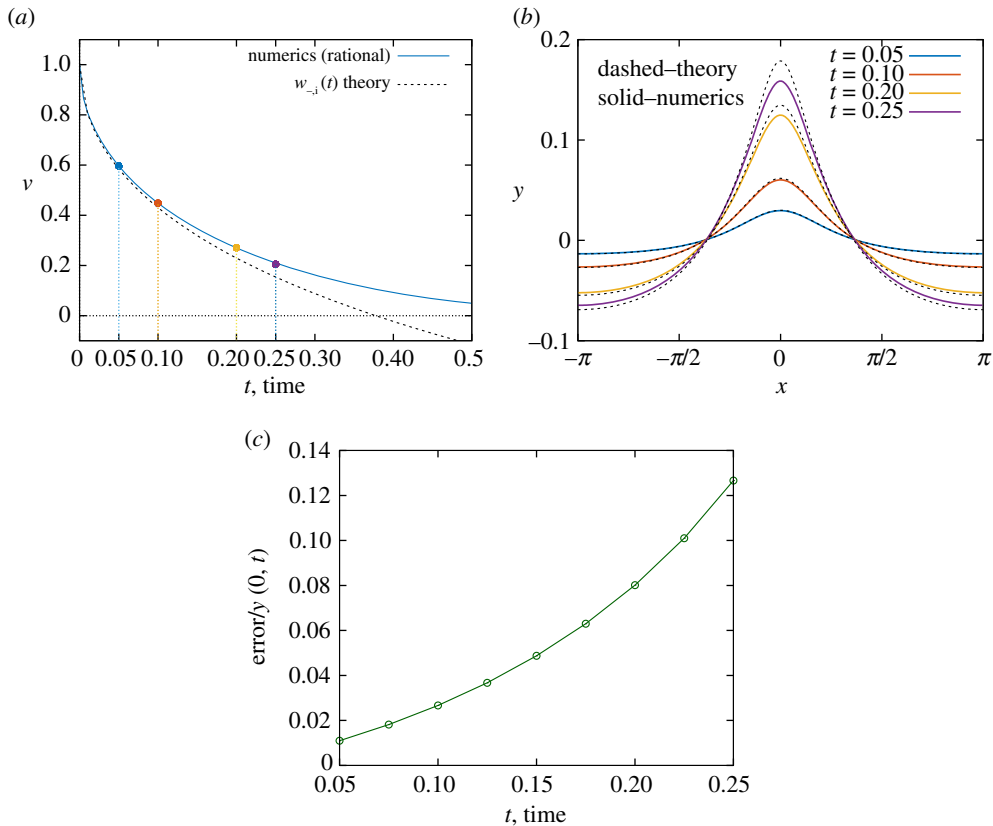 (a)
numerics (rational)
w_{−,i}(t) theory
1.0
0.8
0.6
0.4
0.2
0
v
0 0.05 0.10 0.20 0.25 0.30 0.4 0.5
t, time
(b)
dashed–theory
solid–numerics
t = 0.05
t = 0.10
t = 0.20
t = 0.25
0.2
0.1
0
−0.1
y
−π −π/2 0 π/2 π
x
(c)
0.14
0.12
0.10
0.08
0.06
0.04
0.02
0
error/y (0, t)
0.05 0.10 0.15 0.20 0.25
t, time